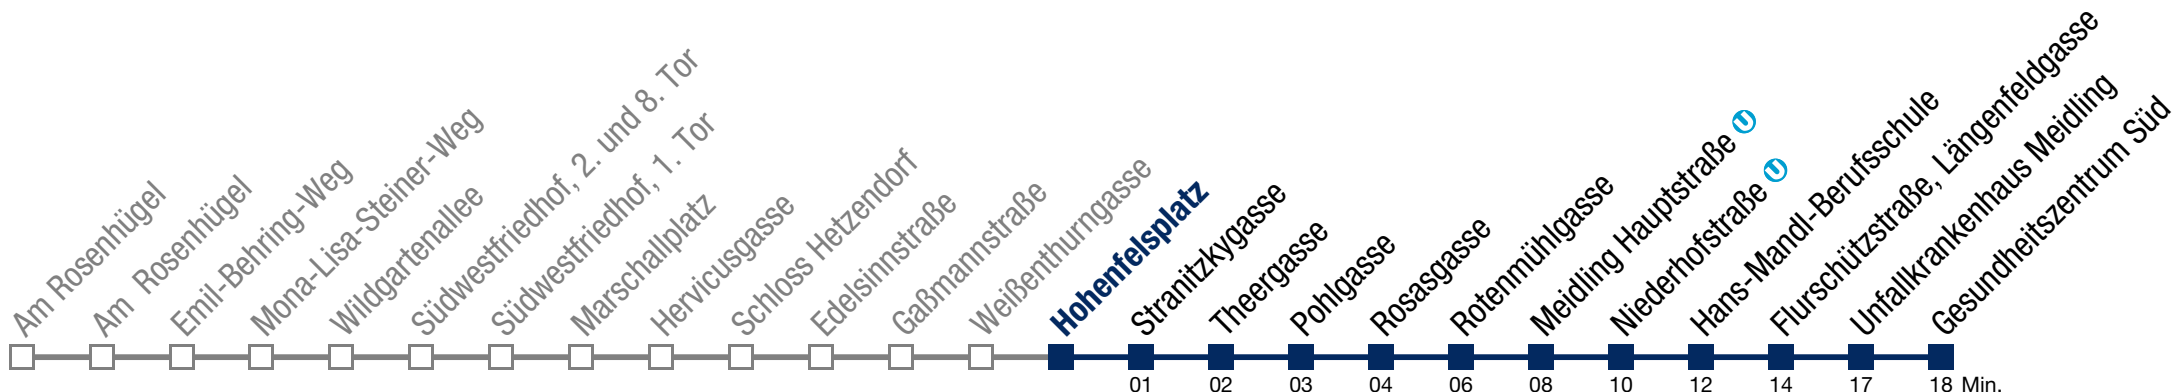 Am Rosenhügel
Am Rosenhügel
Emil-Behring-Weg
Mona-Lisa-Steiner-Weg
Wildgartenallee
Südwestfriedhof, 2. und 8. Tor
Südwestfriedhof, 1. Tor
Marschallplatz
Hervicusgasse
Schloss Hetzendorf
Edelsinnstraße
Gaßmannstraße
Weißenthurngasse
Hohenfelsplatz
Stranitzkygasse
Theergasse
Pohlgasse
Rosasgasse
Rotenmühlgasse
Meidling Hauptstraße U
Niederhofstraße U
Hans-Mandl-Berufsschule
Flurschützstraße, Längenfeldgasse
Unfallkrankenhaus Meidling
Gesundheitszentrum Süd
01 02 03 04 06 08 10 12 14 17 18 Min.